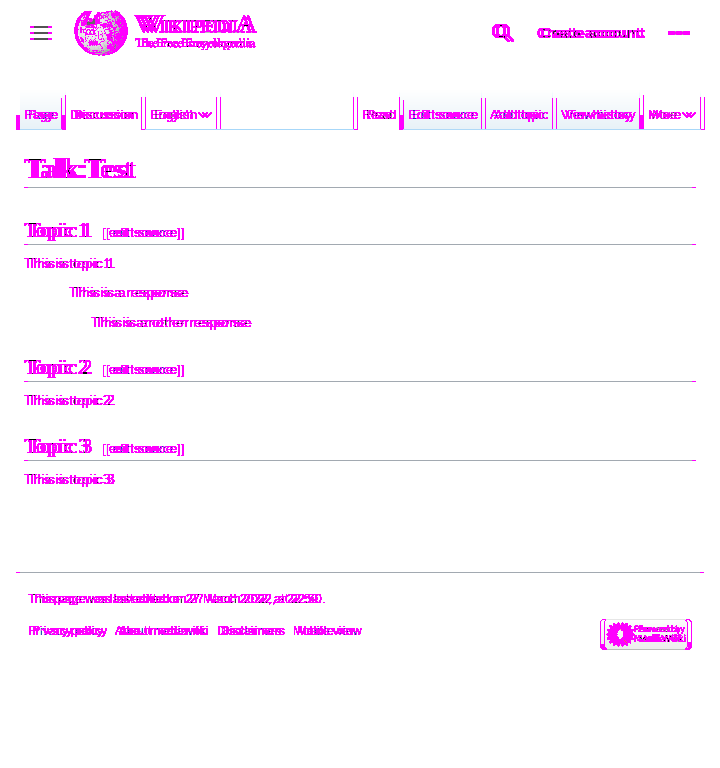 WIKIPEDIA
The Free Encyclopedia
Create account
Page Discussion English Read Edit source Add topic View history More
Talk:Test
Topic 1 [edit source]
This is topic 1.
This is a response.
This is another response.
Topic 2 [edit source]
This is topic 2.
Topic 3 [edit source]
This is topic 3.
This page was last edited on 27 March 2022, at 22:50.
Privacy policy About mediawiki Disclaimers Mobile view
Powered by
MediaWiki